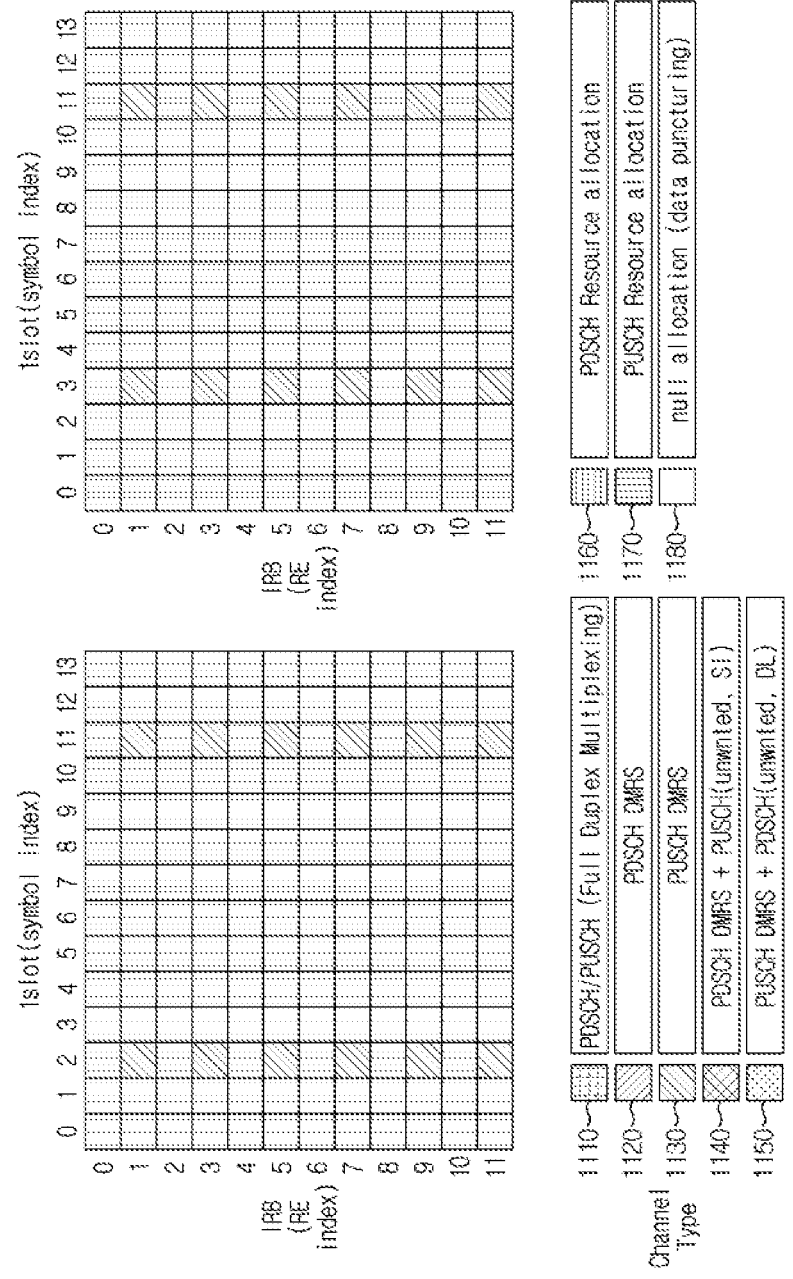 1slot(symbol index)
0 1 2 3 4 5 6 7 8 9 10 11 12 13
0
1
2
3
4
1RB
(RE
index)
5
6
7
8
9
10
11
1slot(symbol index)
0 1 2 3 4 5 6 7 8 9 10 11 12 13
0
1
2
3
4
1RB
(RE
index)
5
6
7
8
9
10
11
Channel
Type
1110 PDSCH/PUSCH (Full Duplex Multiplexing)
1120 PDSCH DMRS
1130 PUSCH DMRS
1140 PDSCH DMRS + PUSCH(unwnted, SI)
1150 PUSCH DMRS + PDSCH(unwnted, DL)
1160 PDSCH Resource allocation
1170 PUSCH Resource allocation
1180 null allocation (data puncturing)